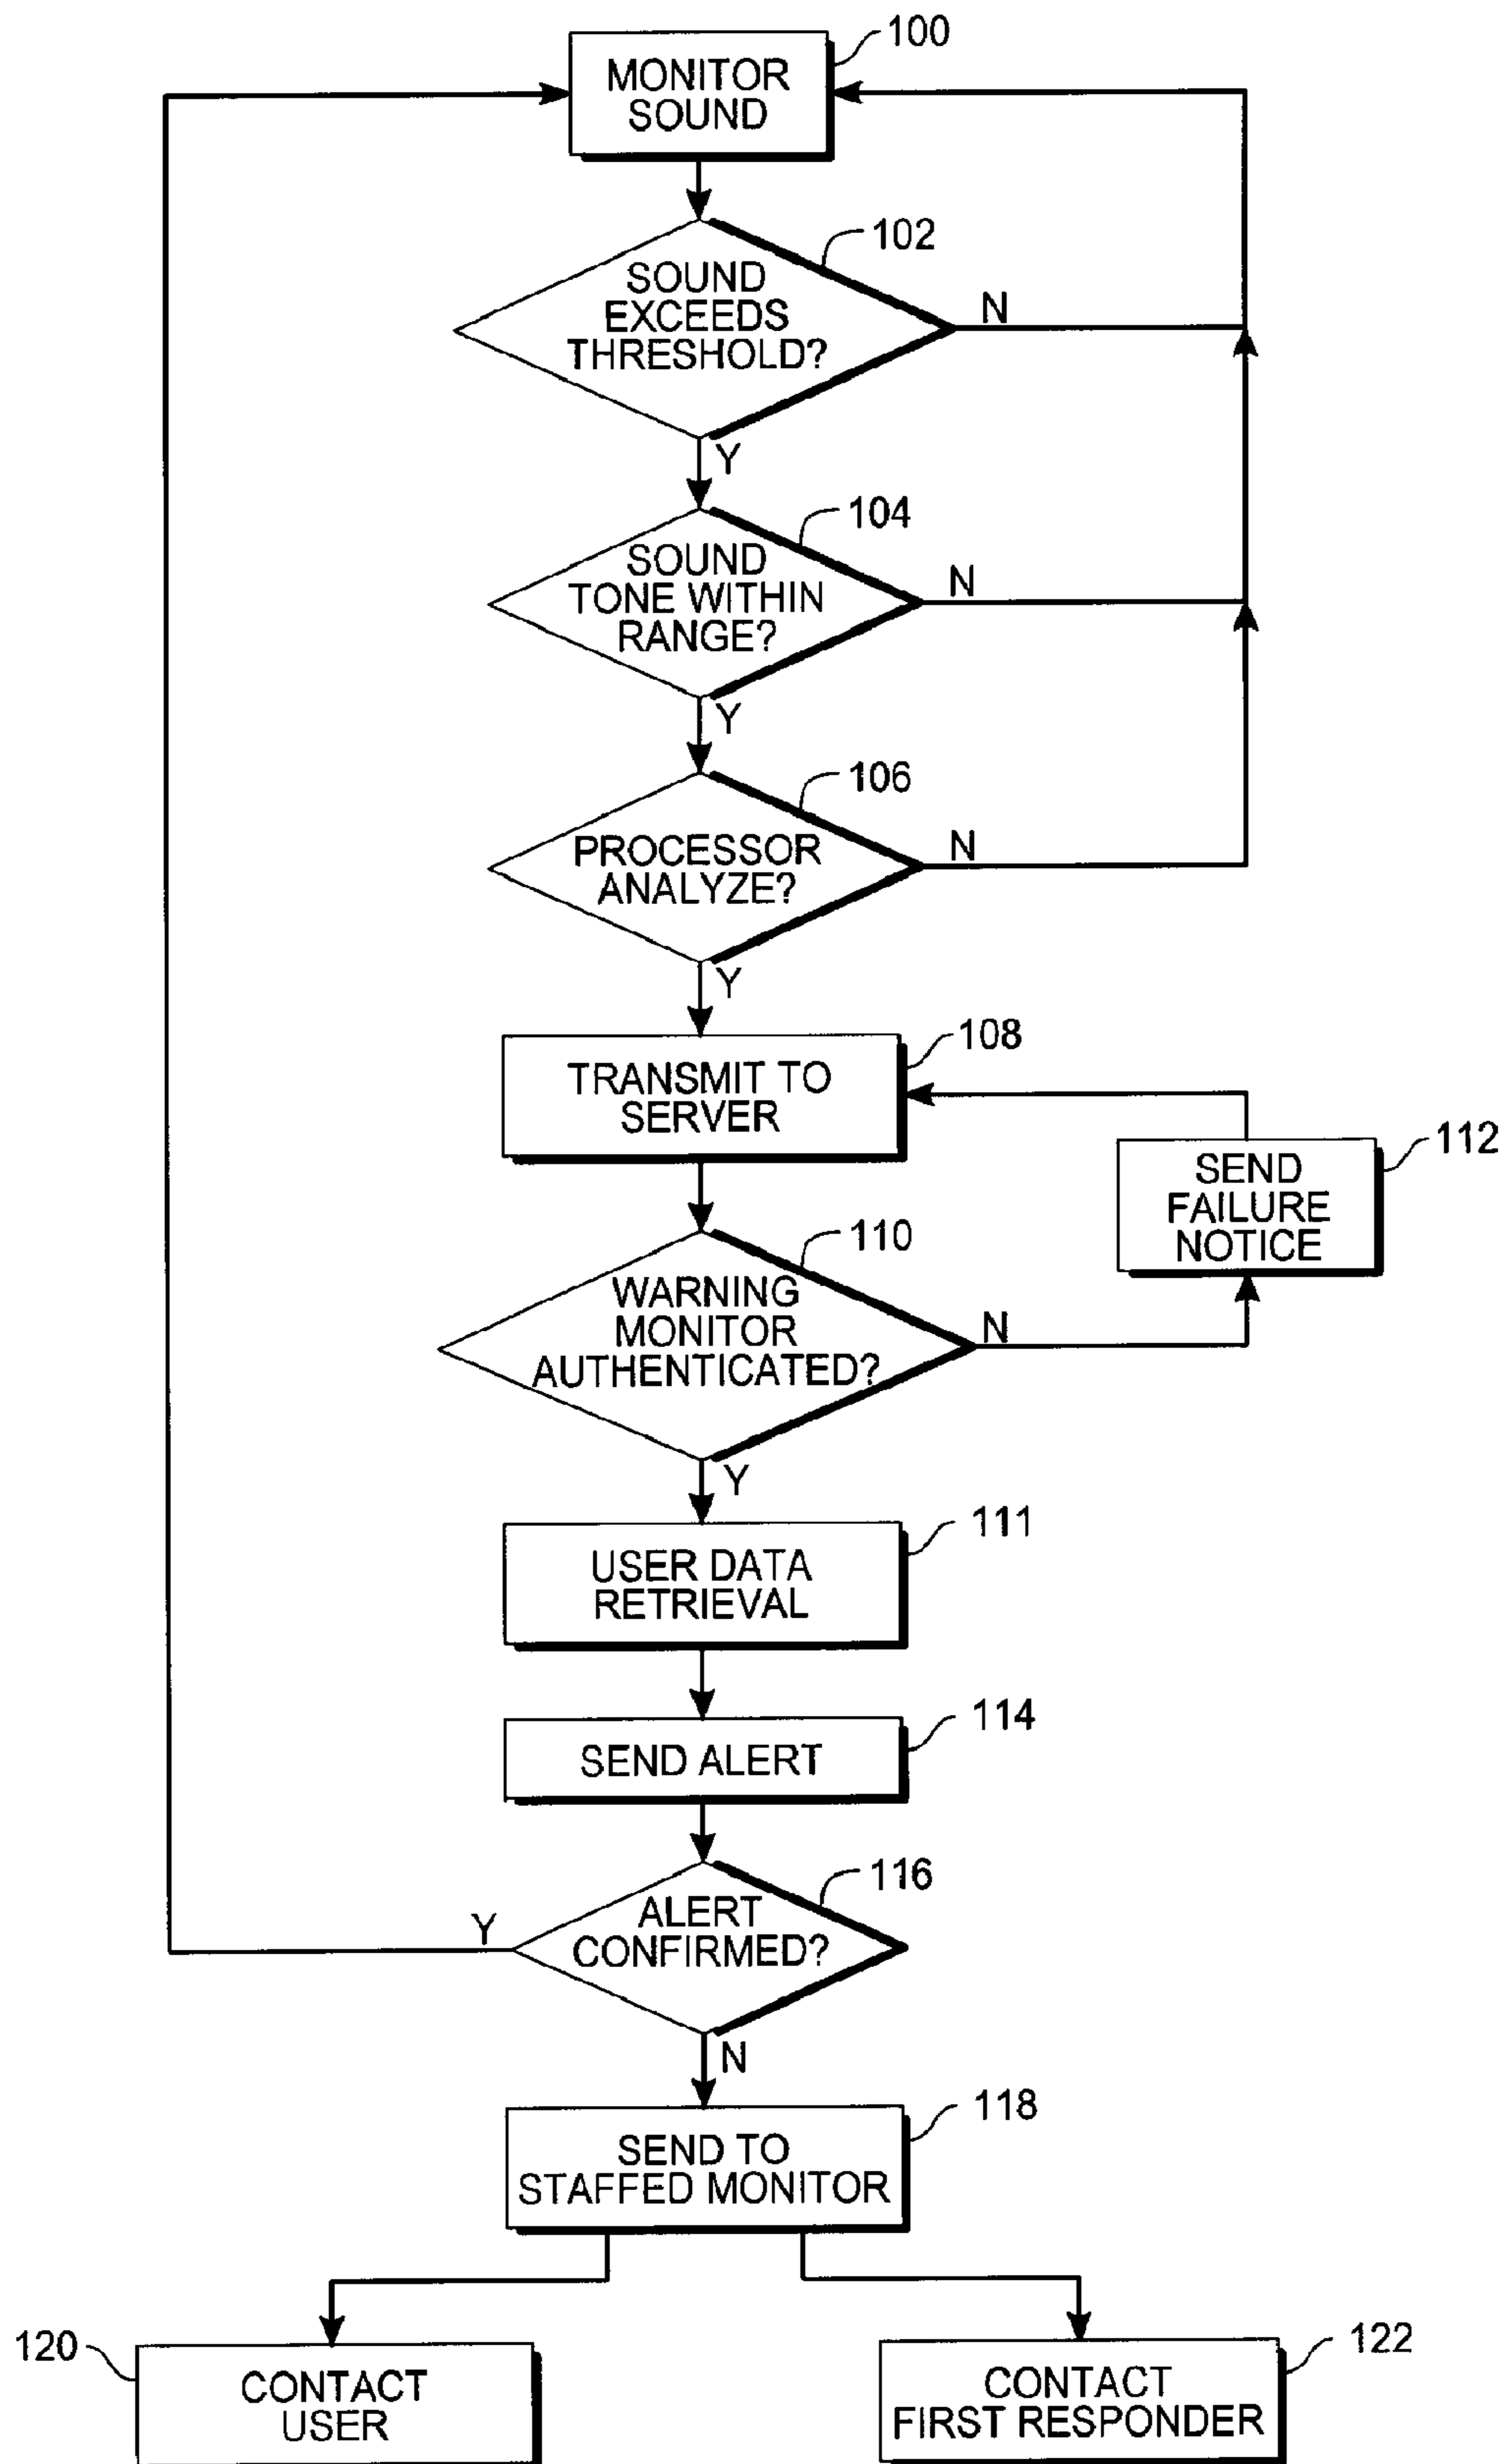 100
MONITOR
SOUND
102
SOUND
EXCEEDS
THRESHOLD?
N
Y
104
SOUND
TONE WITHIN
RANGE?
N
Y
106
PROCESSOR
ANALYZE?
N
Y
108
TRANSMIT TO
SERVER
112
SEND
FAILURE
NOTICE
110
WARNING
MONITOR
AUTHENTICATED?
N
Y
111
USER DATA
RETRIEVAL
114
SEND ALERT
116
ALERT
CONFIRMED?
Y
N
118
SEND TO
STAFFED MONITOR
120
CONTACT
USER
122
CONTACT
FIRST RESPONDER